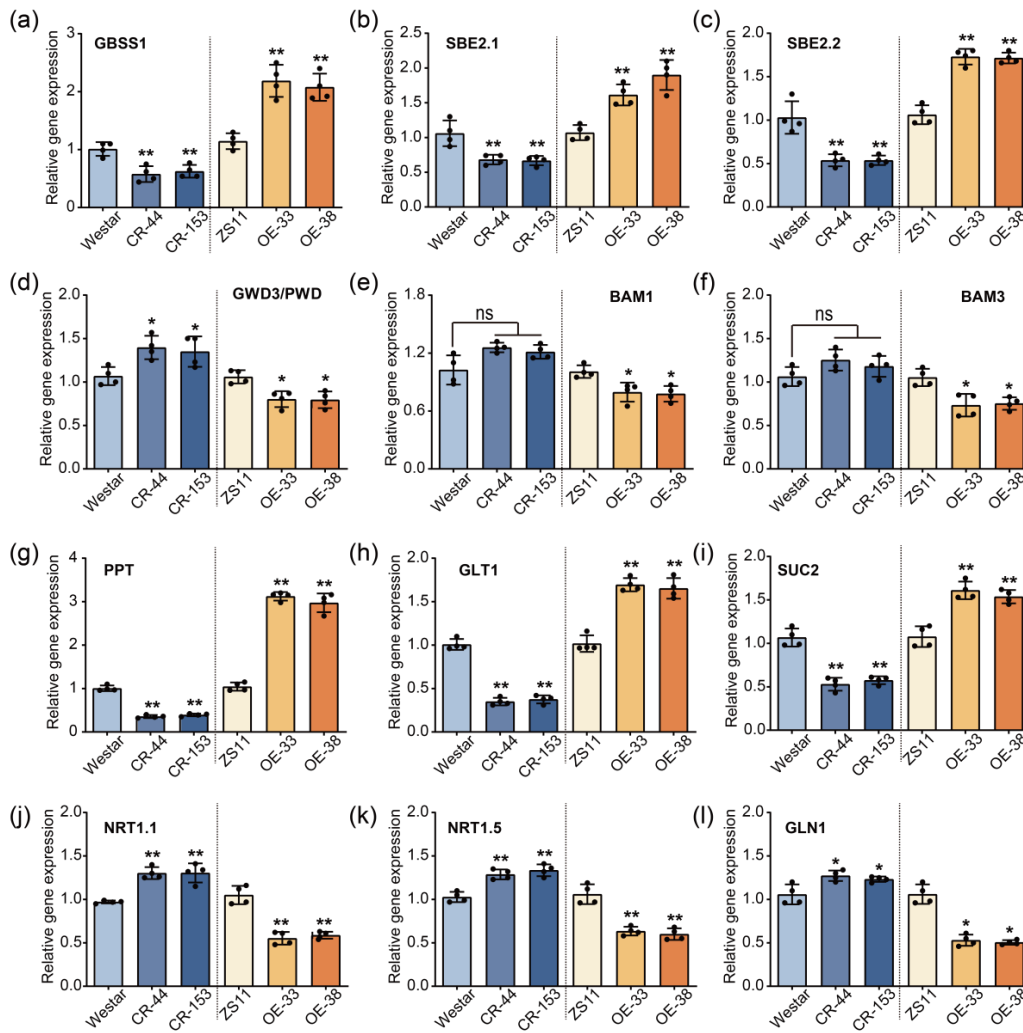 (a)
GBSS1
Relative gene expression
3
2
1
0
**
**
**
**
Westar
CR-44
CR-153
ZS11
OE-33
OE-38
(b)
SBE2.1
Relative gene expression
2.5
2.0
1.5
1.0
0.5
0.0
**
**
**
**
Westar
CR-44
CR-153
ZS11
OE-33
OE-38
(c)
SBE2.2
Relative gene expression
2.0
1.5
1.0
0.5
0.0
**
**
**
**
Westar
CR-44
CR-153
ZS11
OE-33
OE-38
(d)
GWD3/PWD
Relative gene expression
2.0
1.5
1.0
0.5
0.0
*
*
*
*
Westar
CR-44
CR-153
ZS11
OE-33
OE-38
(e)
BAM1
Relative gene expression
1.8
1.2
0.6
0.0
ns
*
*
Westar
CR-44
CR-153
ZS11
OE-33
OE-38
(f)
BAM3
Relative gene expression
2.0
1.5
1.0
0.5
0.0
ns
*
*
Westar
CR-44
CR-153
ZS11
OE-33
OE-38
(g)
PPT
Relative gene expression
4
3
2
1
0
**
**
**
**
Westar
CR-44
CR-153
ZS11
OE-33
OE-38
(h)
GLT1
Relative gene expression
2.0
1.5
1.0
0.5
0.0
**
**
**
**
Westar
CR-44
CR-153
ZS11
OE-33
OE-38
(i)
SUC2
Relative gene expression
2.0
1.5
1.0
0.5
0.0
**
**
**
**
Westar
CR-44
CR-153
ZS11
OE-33
OE-38
(j)
NRT1.1
Relative gene expression
2.0
1.5
1.0
0.5
0.0
**
**
**
**
Westar
CR-44
CR-153
ZS11
OE-33
OE-38
(k)
NRT1.5
Relative gene expression
2.0
1.5
1.0
0.5
0.0
**
**
**
**
Westar
CR-44
CR-153
ZS11
OE-33
OE-38
(l)
GLN1
Relative gene expression
2.0
1.5
1.0
0.5
0.0
*
*
*
*
Westar
CR-44
CR-153
ZS11
OE-33
OE-38